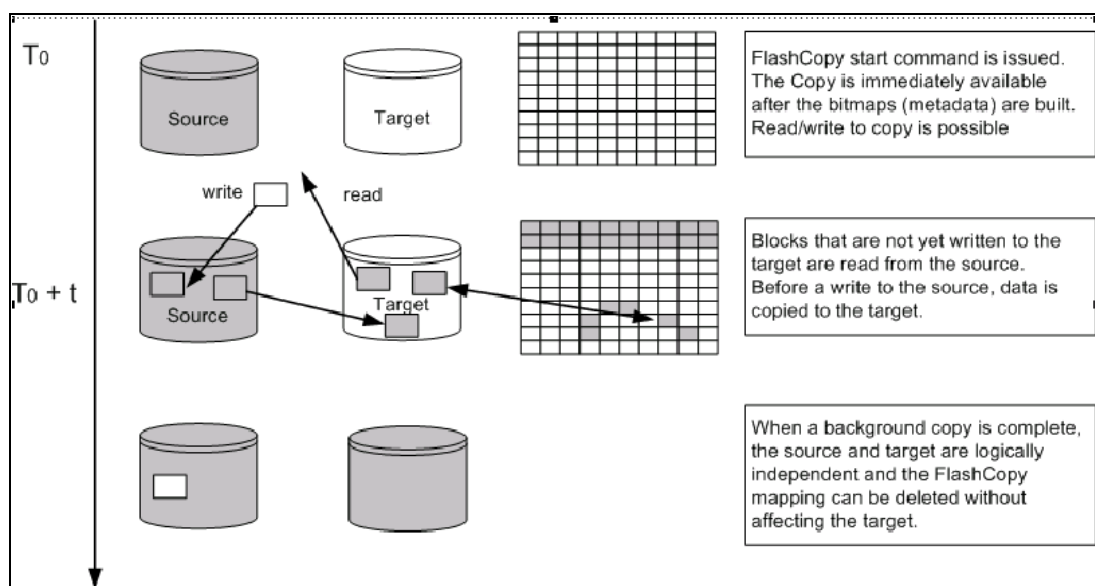 T0
Source
Target
FlashCopy start command is issued.
The Copy is immediately available
after the bitmaps (metadata) are built.
Read/write to copy is possible
write
read
T0 + t
Source
Target
Blocks that are not yet written to the
target are read from the source.
Before a write to the source, data is
copied to the target.
When a background copy is complete,
the source and target are logically
independent and the FlashCopy
mapping can be deleted without
affecting the target.